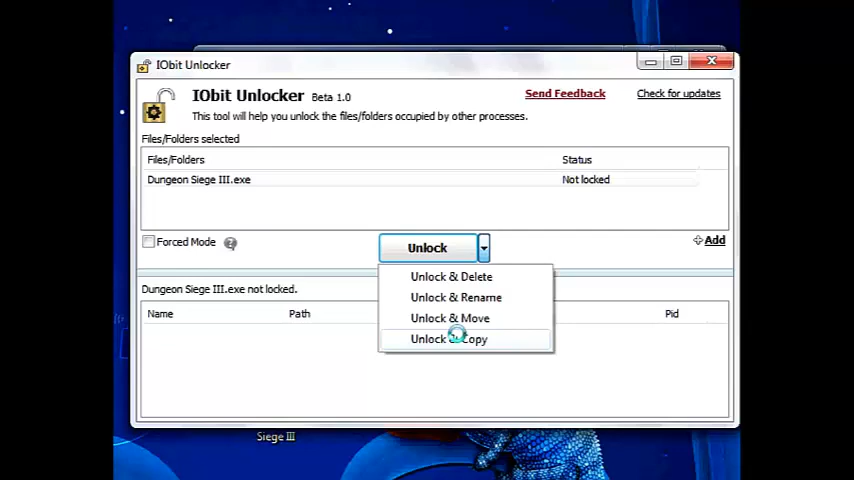 IObit Unlocker
IObit Unlocker Beta 1.0
Send Feedback
Check for updates
This tool will help you unlock the files/folders occupied by other processes.
Files/Folders selected
Files/Folders Status
Dungeon Siege III.exe Not locked
Forced Mode
Unlock
Add
Unlock & Delete
Unlock & Rename
Unlock & Move
Unlock & Copy
Dungeon Siege III.exe not locked.
Name Path Pid
Siege III